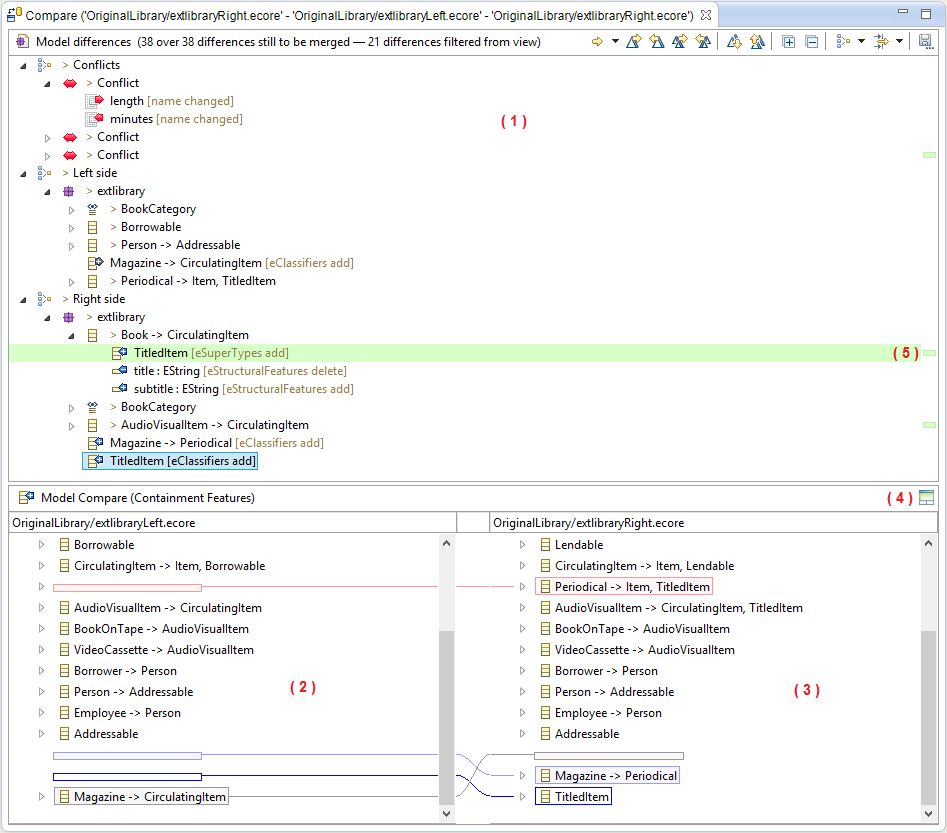 Compare ('OriginalLibrary/extlibraryRight.ecore' - 'OriginalLibrary/extlibraryLeft.ecore' - 'OriginalLibrary/extlibraryRight.ecore')
Model differences (38 over 38 differences still to be merged — 21 differences filtered from view)
> Conflicts
> Conflict
length [name changed]
minutes [name changed]
( 1 )
> Conflict
> Conflict
> Left side
> extlibrary
> BookCategory
> Borrowable
> Person -> Addressable
Magazine -> CirculatingItem [eClassifiers add]
> Periodical -> Item, TitledItem
> Right side
> extlibrary
> Book -> CirculatingItem
TitledItem [eSuperTypes add] ( 5 )
title : EString [eStructuralFeatures delete]
subtitle : EString [eStructuralFeatures add]
> BookCategory
> AudioVisualItem -> CirculatingItem
Magazine -> Periodical [eClassifiers add]
TitledItem [eClassifiers add]
Model Compare (Containment Features) ( 4 )
OriginalLibrary/extlibraryLeft.ecore
Borrowable
CirculatingItem -> Item, Borrowable
AudioVisualItem -> CirculatingItem
BookOnTape -> AudioVisualItem
VideoCassette -> AudioVisualItem
Borrower -> Person
Person -> Addressable
( 2 )
Employee -> Person
Addressable
Magazine -> CirculatingItem
OriginalLibrary/extlibraryRight.ecore
Lendable
CirculatingItem -> Item, Lendable
Periodical -> Item, TitledItem
AudioVisualItem -> CirculatingItem, TitledItem
BookOnTape -> AudioVisualItem
VideoCassette -> AudioVisualItem
Borrower -> Person
Person -> Addressable
( 3 )
Employee -> Person
Addressable
Magazine -> Periodical
TitledItem